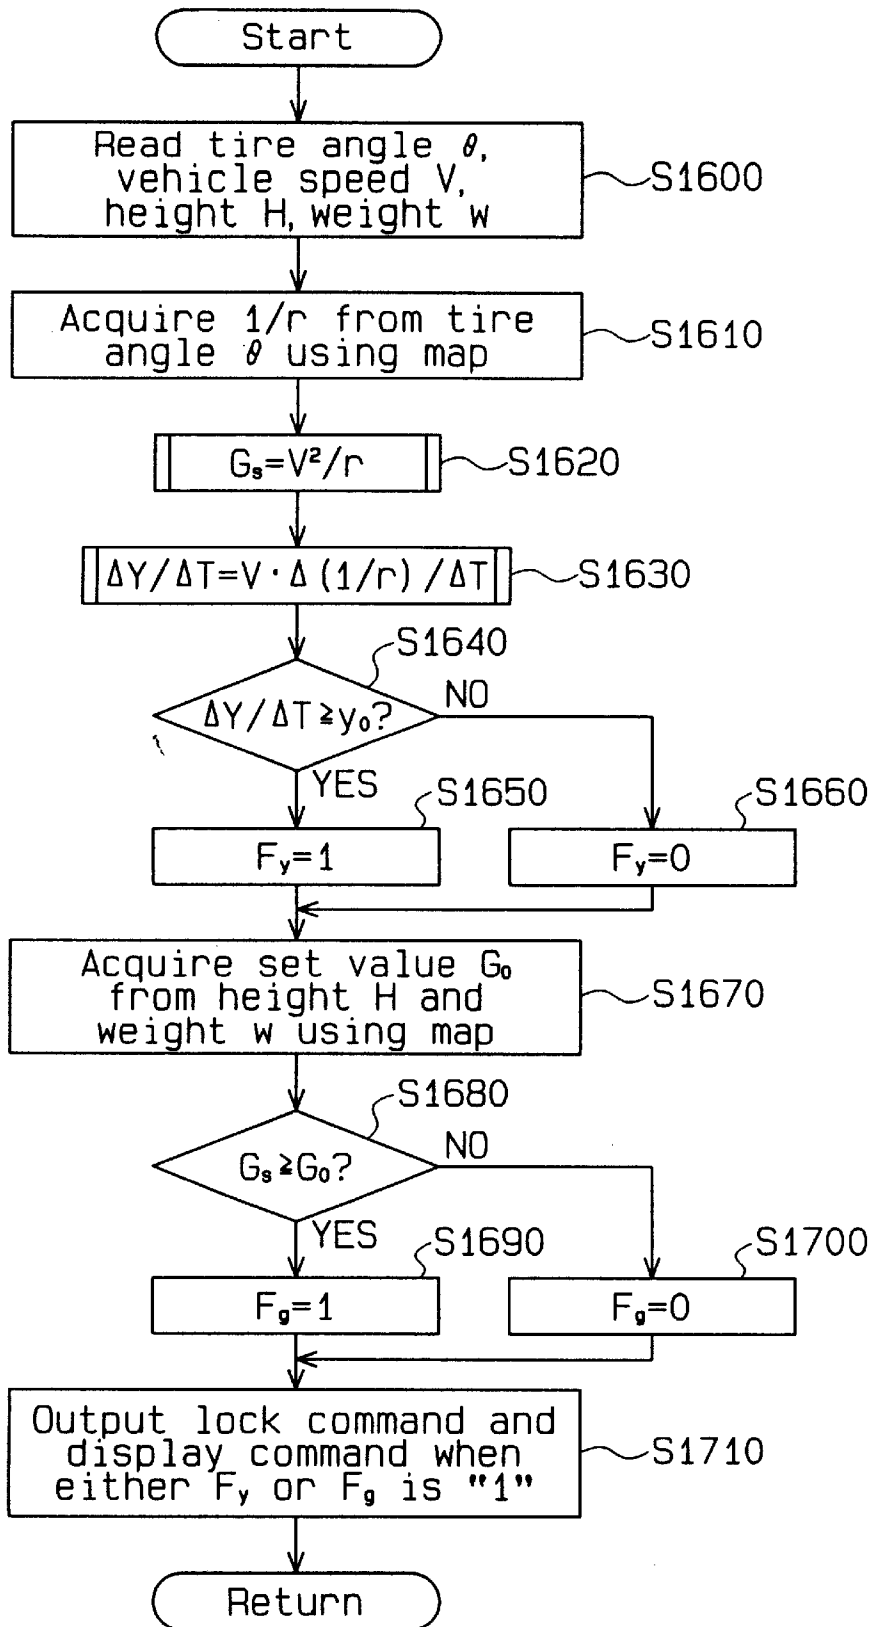 Start
Read tire angle θ,
vehicle speed V,
height H, weight w
S1600
Acquire 1/r from tire
angle θ using map
S1610
Gₛ=V²/r
S1620
ΔY/ΔT=V·Δ(1/r)/ΔT
S1630
S1640
ΔY/ΔT≧y₀?
NO
YES
S1650
S1660
Fy=1
Fy=0
Acquire set value G₀
from height H and
weight w using map
S1670
S1680
Gₛ≧G₀?
NO
YES
S1690
S1700
Fg=1
Fg=0
Output lock command and
display command when
either Fy or Fg is "1"
S1710
Return